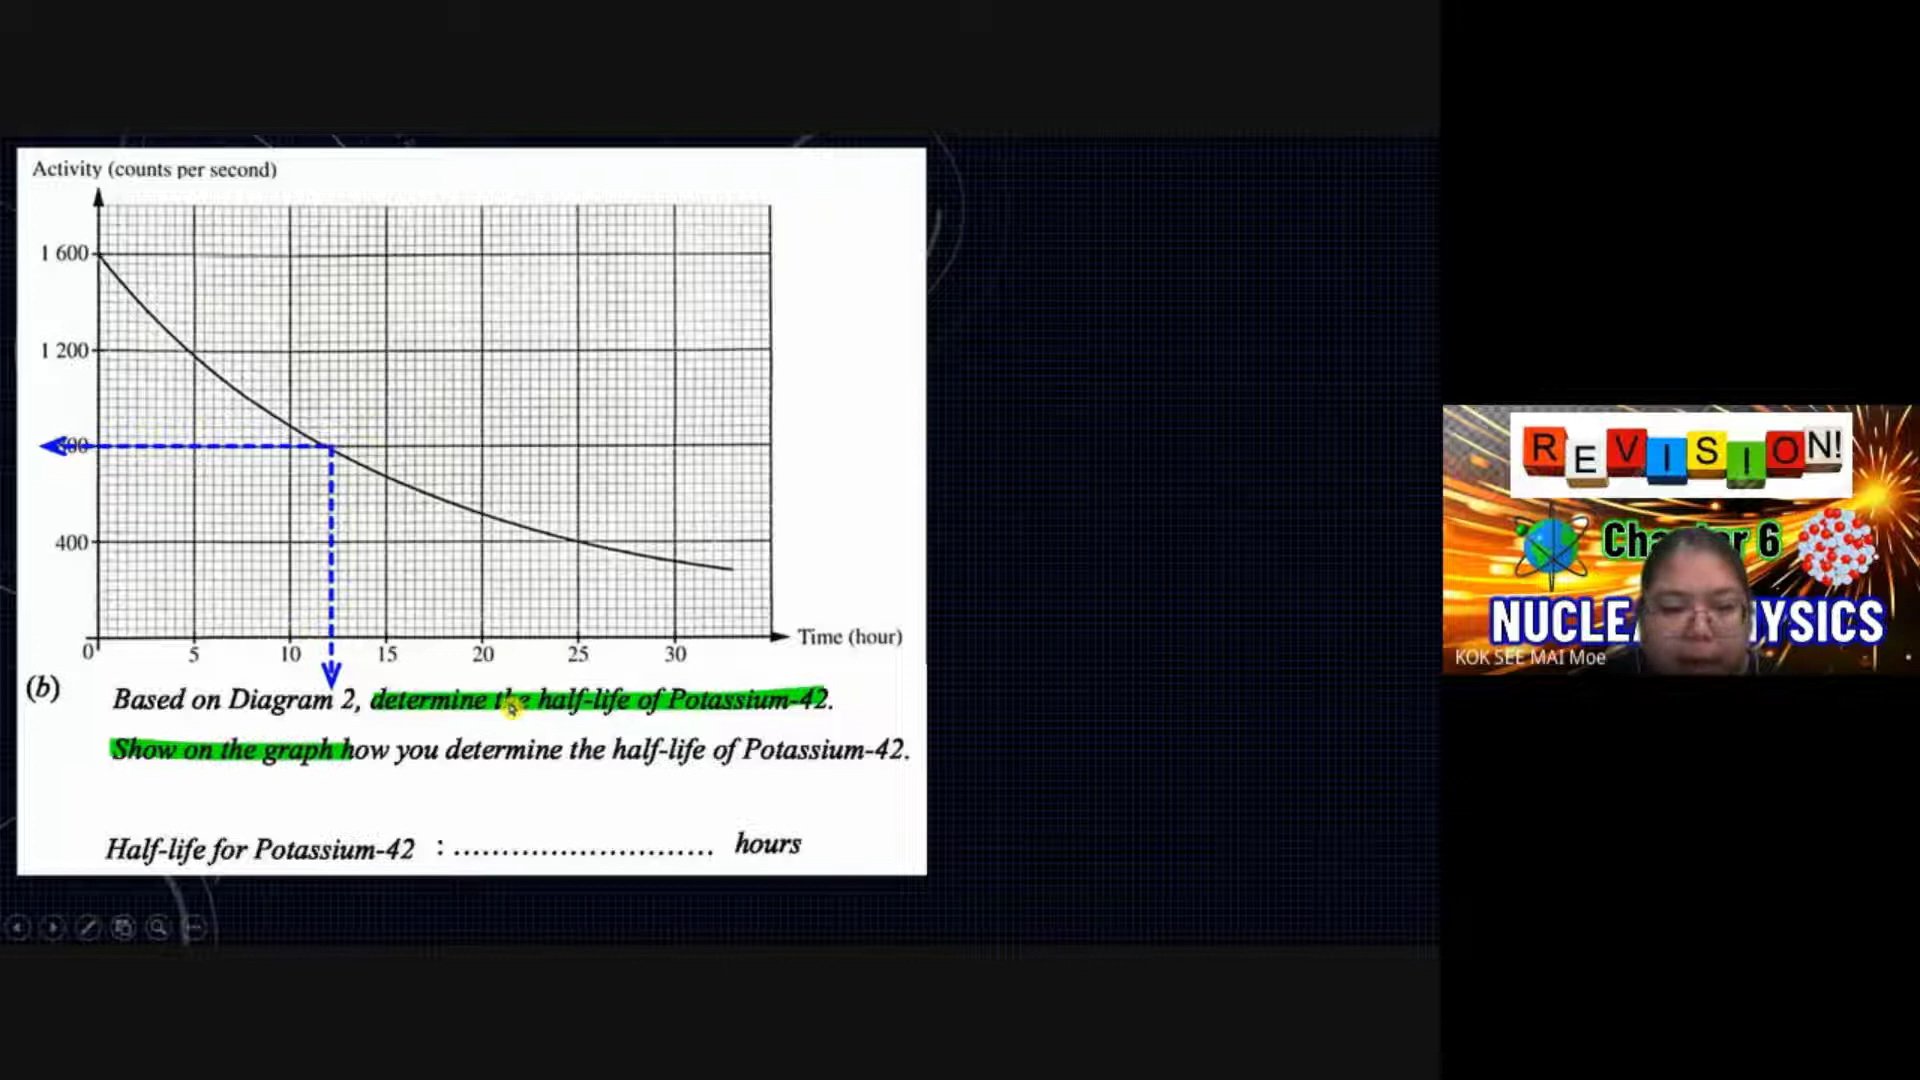 Activity (counts per second)
1 600
1 200
400
0
5
10
15
20
25
30
Time (hour)
(b)
Based on Diagram 2, determine the half-life of Potassium-42.
Show on the graph how you determine the half-life of Potassium-42.
Half-life for Potassium-42 : .............................. hours
REVISION!
6
KOK SEE MAI Moe